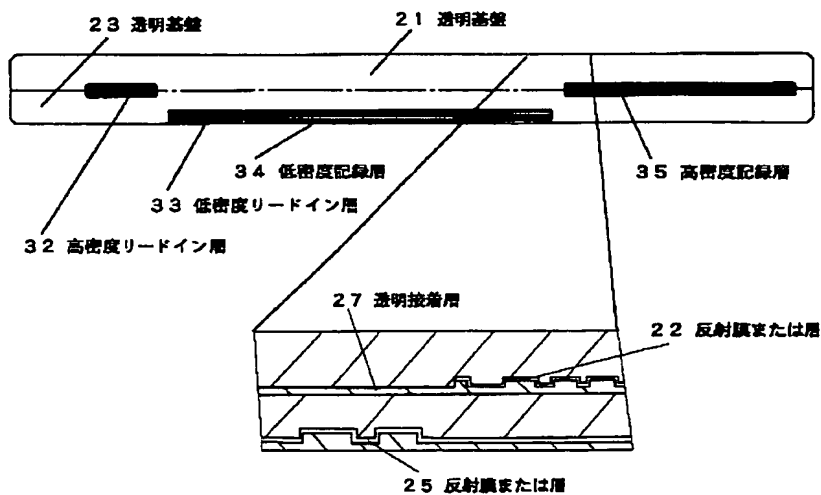 23 透明基盤
21 透明基盤
34 低密度記録層
35 高密度記録層
33 低密度リードイン層
32 高密度リードイン層
27 透明接着層
22 反射膜または層
25 反射膜または層